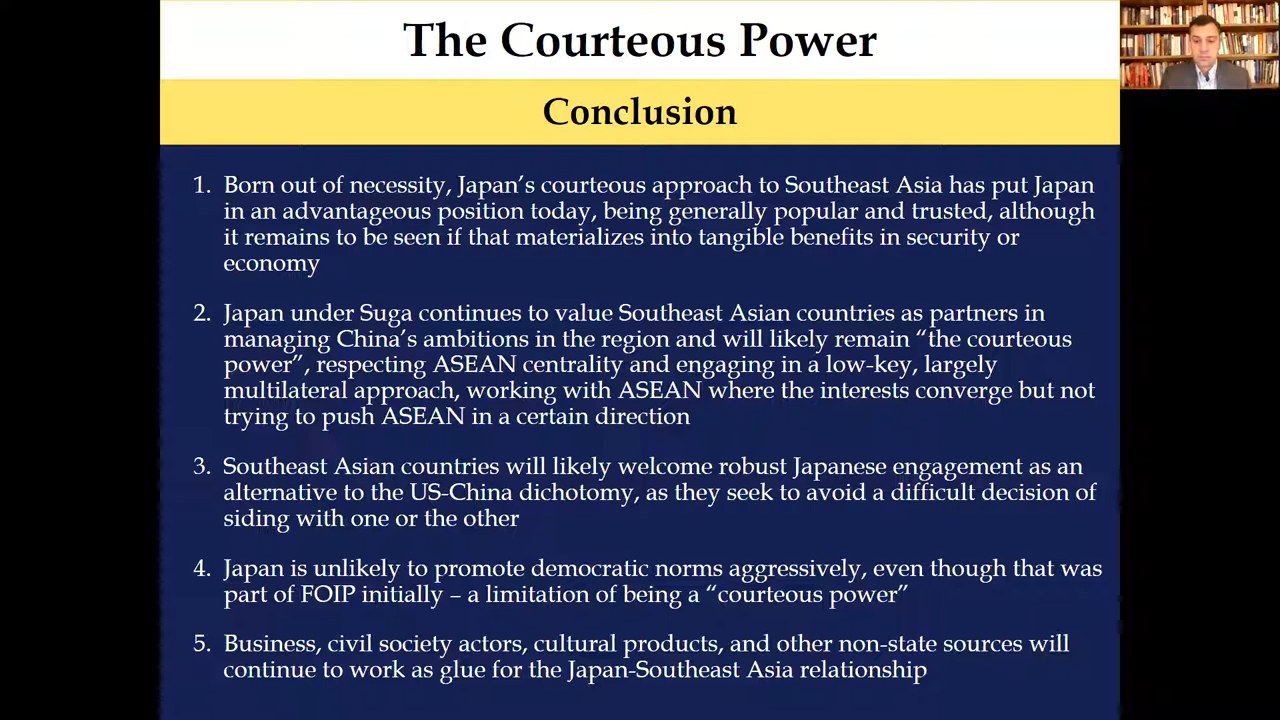 The Courteous Power
Conclusion
1. Born out of necessity, Japan’s courteous approach to Southeast Asia has put Japan
in an advantageous position today, being generally popular and trusted, although
it remains to be seen if that materializes into tangible benefits in security or
economy
2. Japan under Suga continues to value Southeast Asian countries as partners in
managing China’s ambitions in the region and will likely remain “the courteous
power”, respecting ASEAN centrality and engaging in a low-key, largely
multilateral approach, working with ASEAN where the interests converge but not
trying to push ASEAN in a certain direction
3. Southeast Asian countries will likely welcome robust Japanese engagement as an
alternative to the US-China dichotomy, as they seek to avoid a difficult decision of
siding with one or the other
4. Japan is unlikely to promote democratic norms aggressively, even though that was
part of FOIP initially – a limitation of being a “courteous power”
5. Business, civil society actors, cultural products, and other non-state sources will
continue to work as glue for the Japan-Southeast Asia relationship